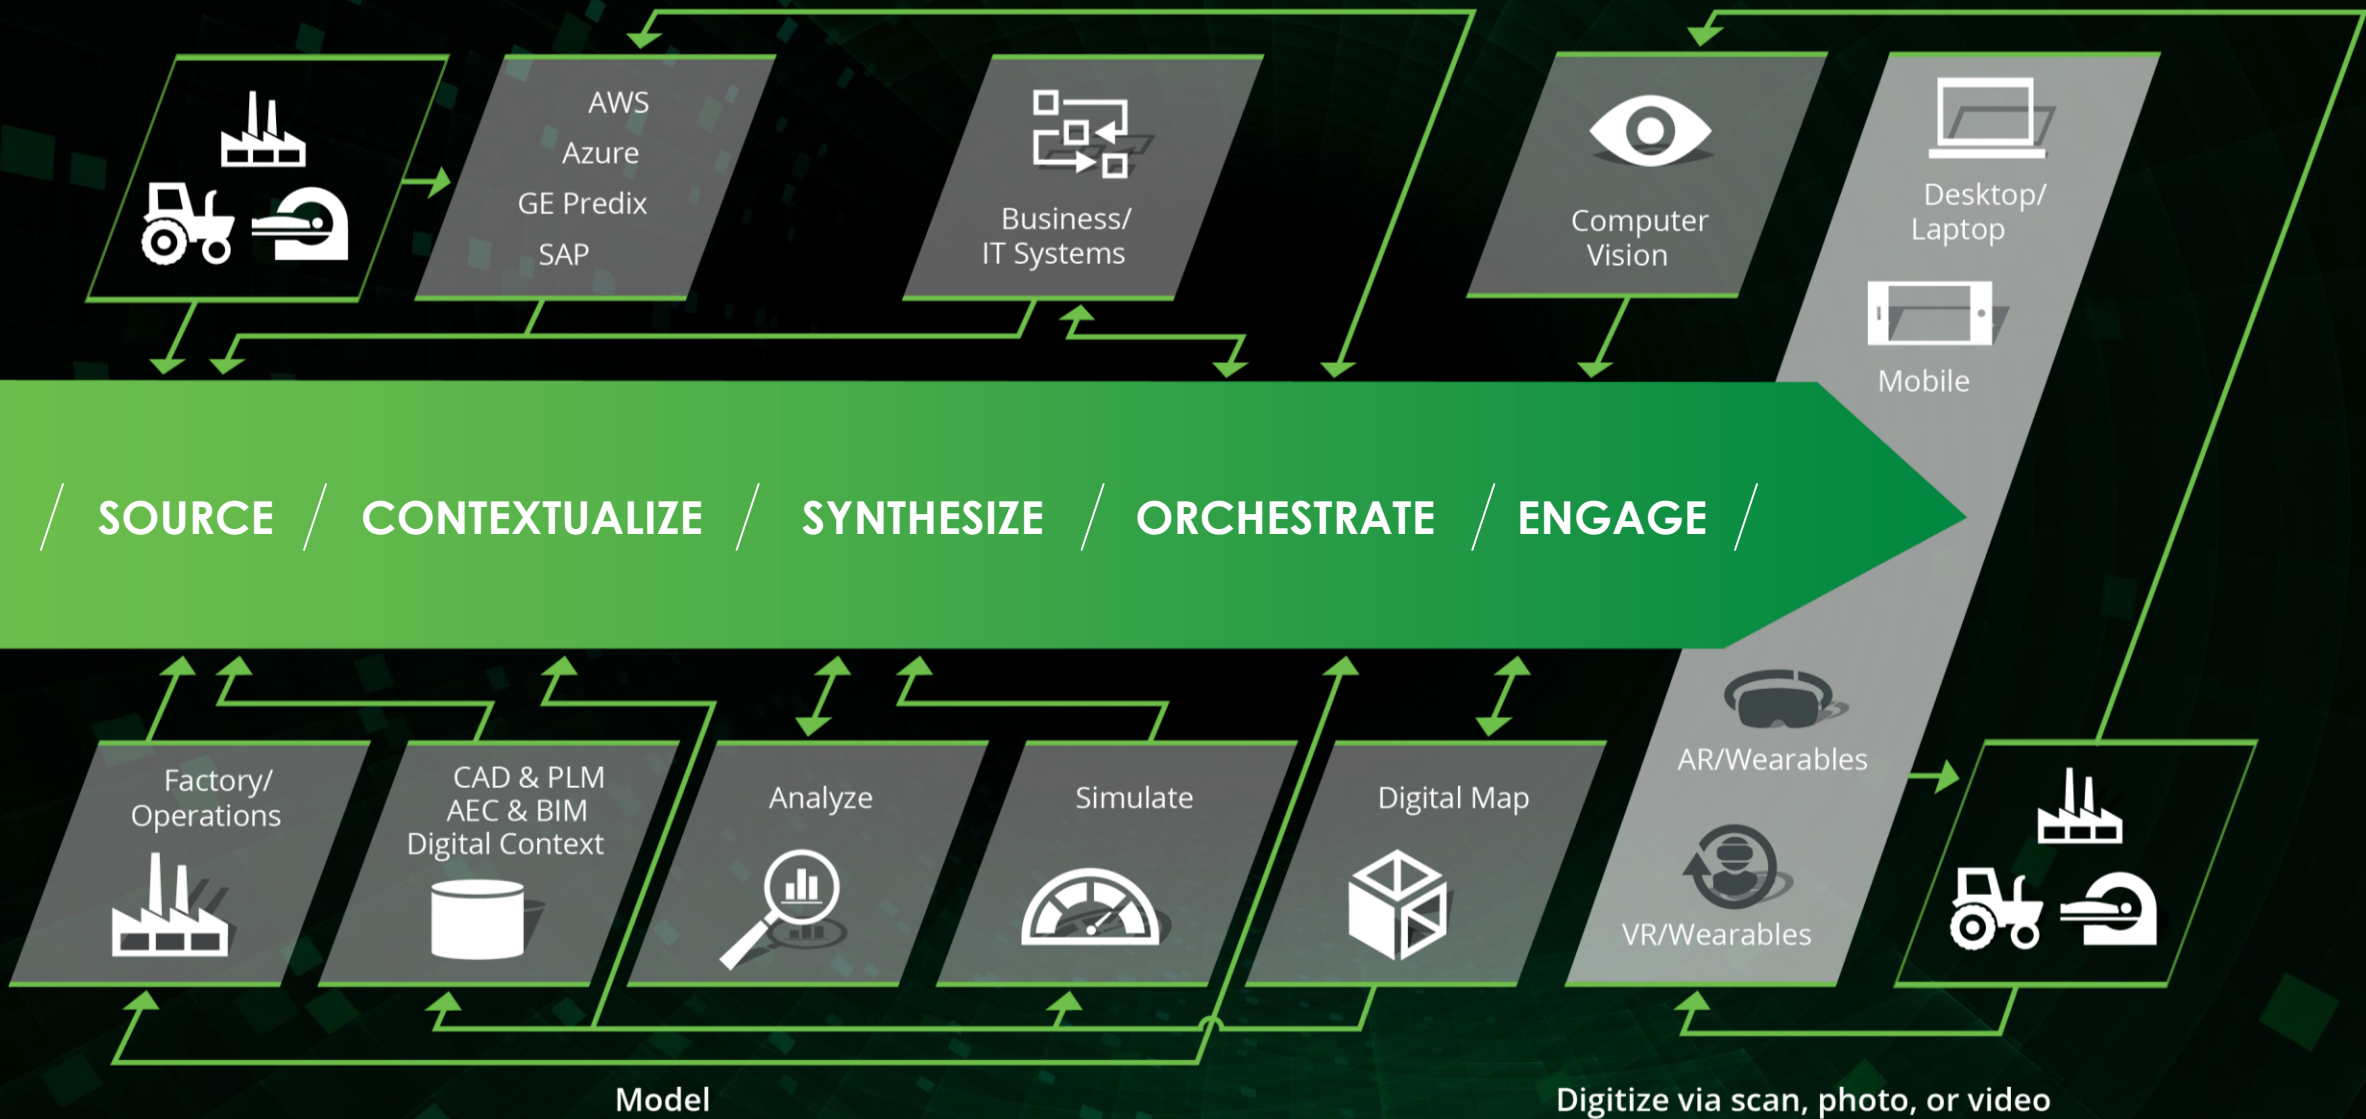 AWS
Azure
GE Predix
SAP
Business/
IT Systems
Computer
Vision
Desktop/
Laptop
Mobile
SOURCE
CONTEXTUALIZE
SYNTHESIZE
ORCHESTRATE
ENGAGE
Factory/
Operations
CAD & PLM
AEC & BIM
Digital Context
Analyze
Simulate
Digital Map
AR/Wearables
VR/Wearables
Model
Digitize via scan, photo, or video